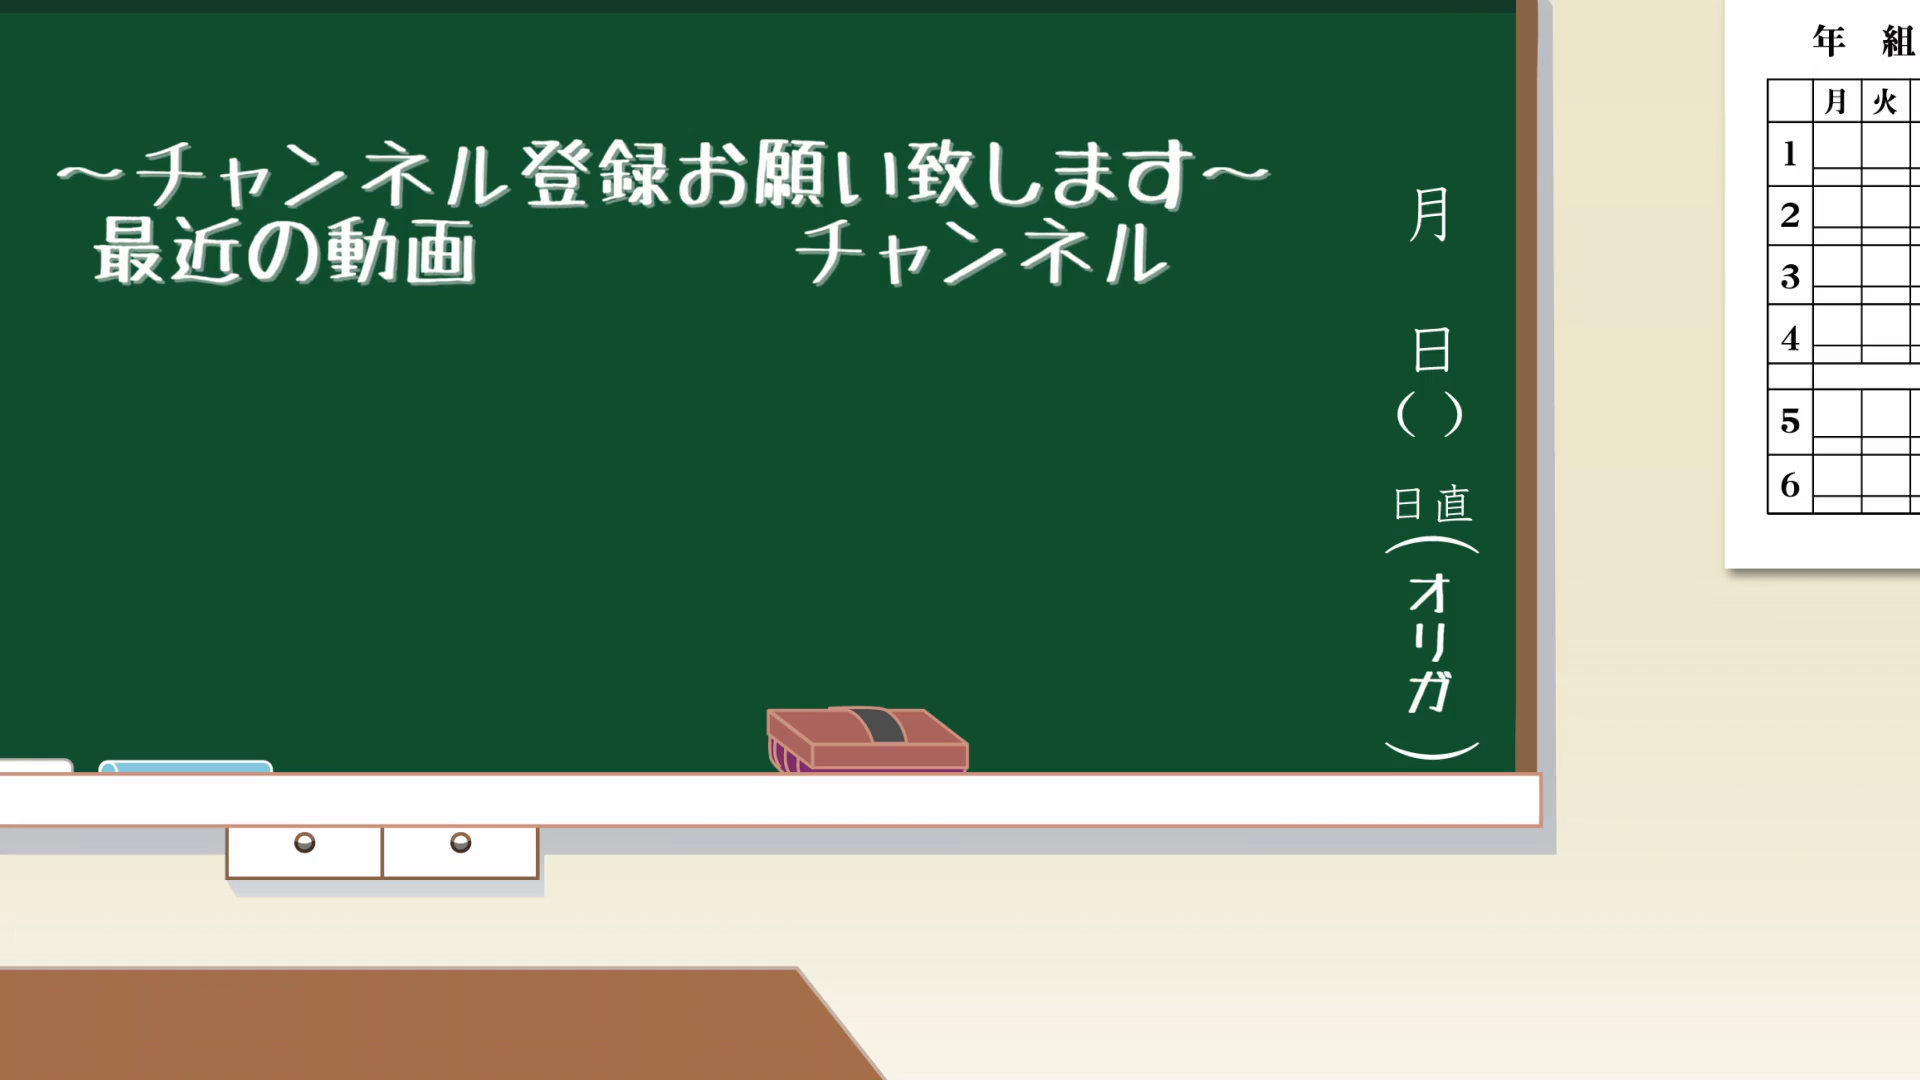 ～チャンネル登録お願い致します～
最近の動画
チャンネル
月
日
( )
日直
(オリガ)
年 組
月 火
1
2
3
4
5
6